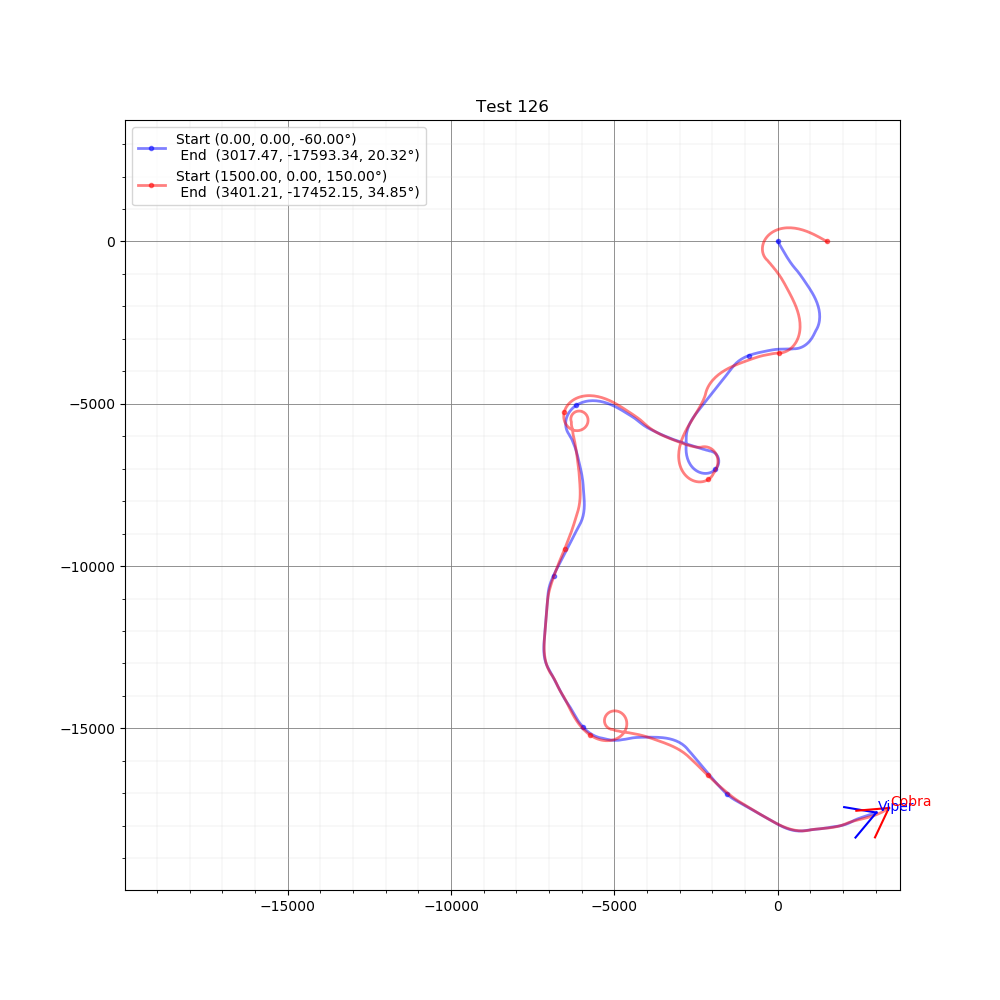 Test 126
Start (0.00, 0.00, -60.00°)
End (3017.47, -17593.34, 20.32°)
Start (1500.00, 0.00, 150.00°)
End (3401.21, -17452.15, 34.85°)
0
−5000
−10000
−15000
Cobra
Viper
−15000
−10000
−5000
0